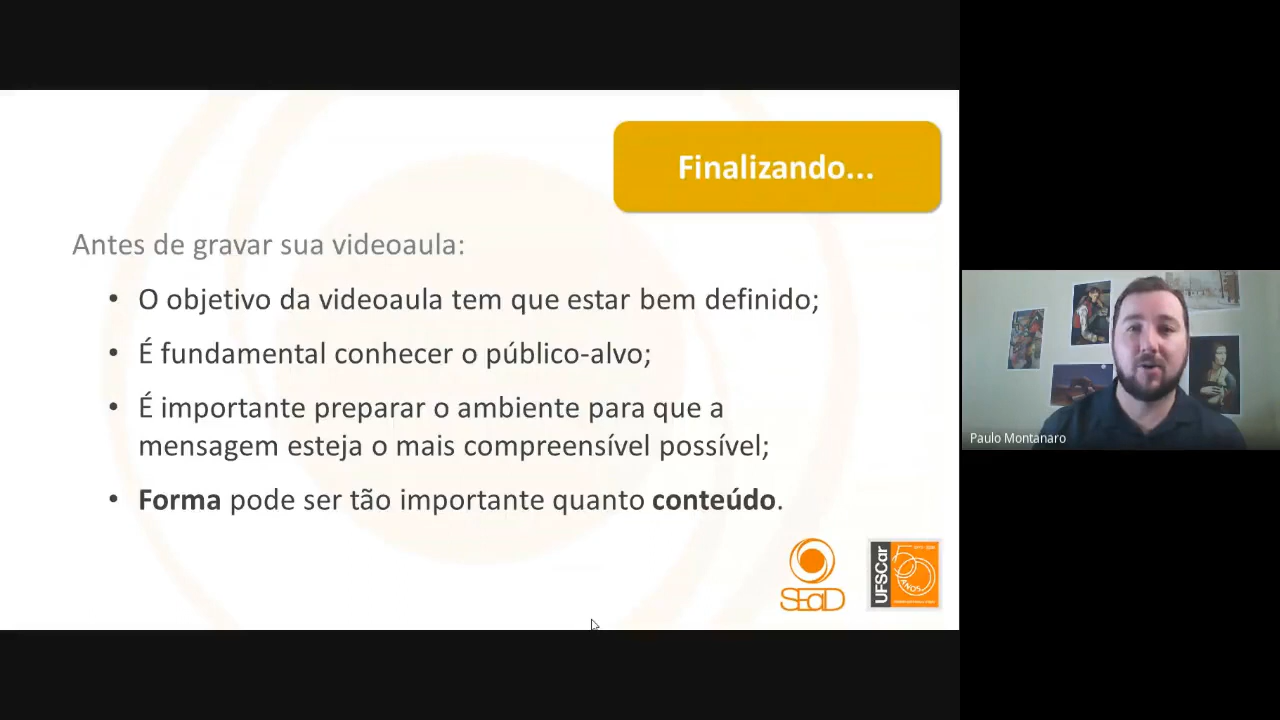 Finalizando...
Antes de gravar sua videoaula:
• O objetivo da videoaula tem que estar bem definido;
• É fundamental conhecer o público-alvo;
• É importante preparar o ambiente para que a
mensagem esteja o mais compreensível possível;
• Forma pode ser tão importante quanto conteúdo.
Paulo Montanaro
SEaD
UFSCar
50
ANOS